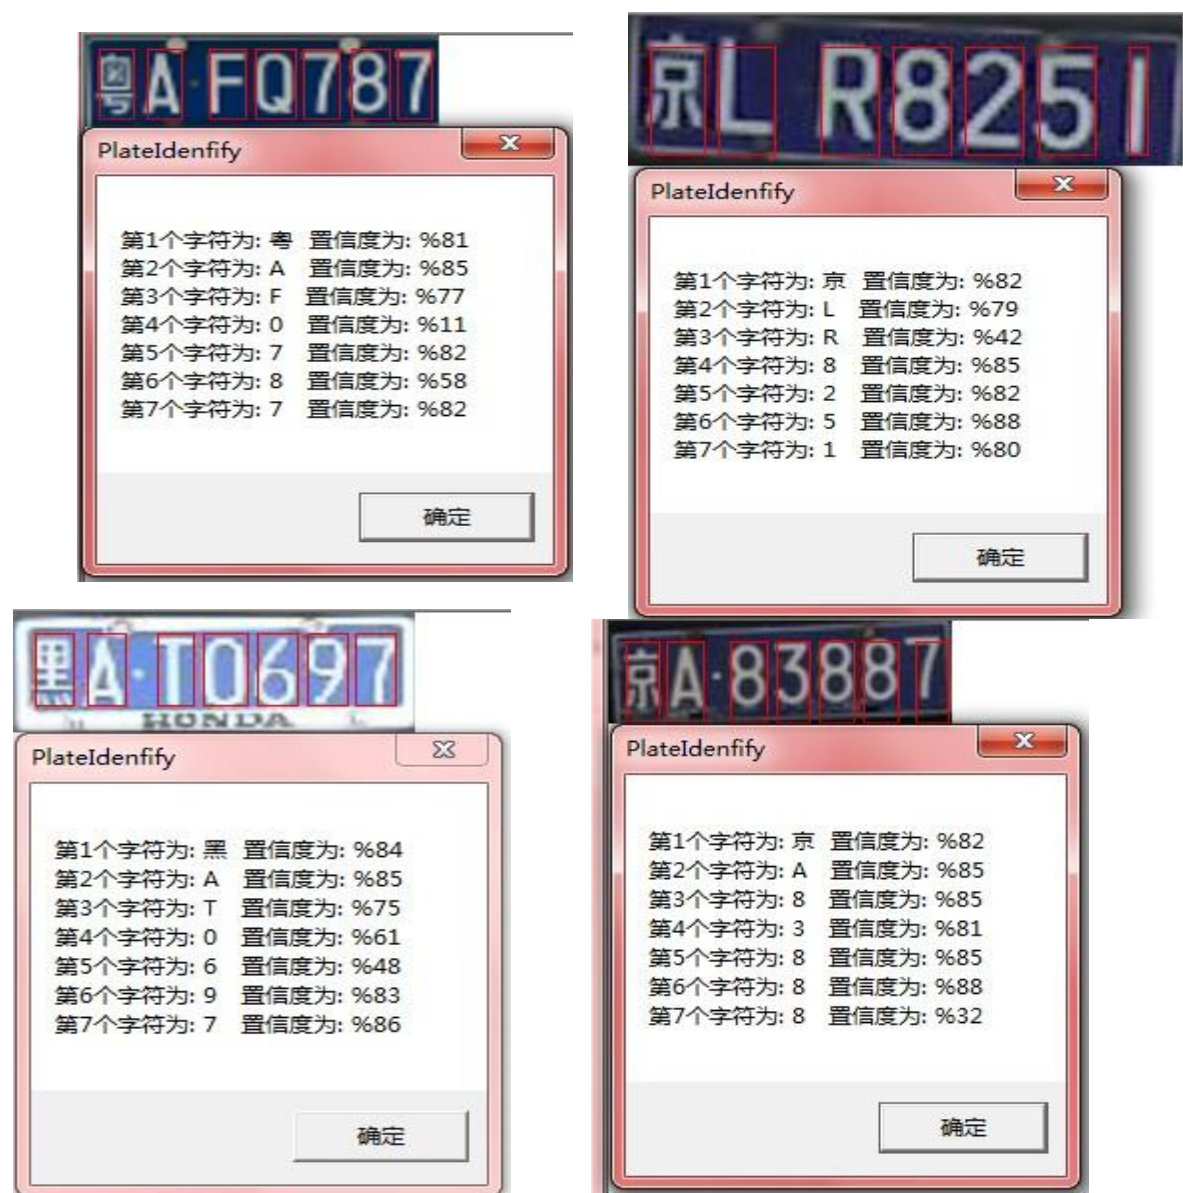 粤A·FQ787
PlateIdenfify
第1个字符为: 粤 置信度为: %81
第2个字符为: A 置信度为: %85
第3个字符为: F 置信度为: %77
第4个字符为: 0 置信度为: %11
第5个字符为: 7 置信度为: %82
第6个字符为: 8 置信度为: %58
第7个字符为: 7 置信度为: %82
确定
京L R8251
PlateIdenfify
第1个字符为: 京 置信度为: %82
第2个字符为: L 置信度为: %79
第3个字符为: R 置信度为: %42
第4个字符为: 8 置信度为: %85
第5个字符为: 2 置信度为: %82
第6个字符为: 5 置信度为: %88
第7个字符为: 1 置信度为: %80
确定
黑A·T0697
HONDA
PlateIdenfify
第1个字符为: 黑 置信度为: %84
第2个字符为: A 置信度为: %85
第3个字符为: T 置信度为: %75
第4个字符为: 0 置信度为: %61
第5个字符为: 6 置信度为: %48
第6个字符为: 9 置信度为: %83
第7个字符为: 7 置信度为: %86
确定
京A·83887
PlateIdenfify
第1个字符为: 京 置信度为: %82
第2个字符为: A 置信度为: %85
第3个字符为: 8 置信度为: %85
第4个字符为: 3 置信度为: %81
第5个字符为: 8 置信度为: %85
第6个字符为: 8 置信度为: %88
第7个字符为: 8 置信度为: %32
确定